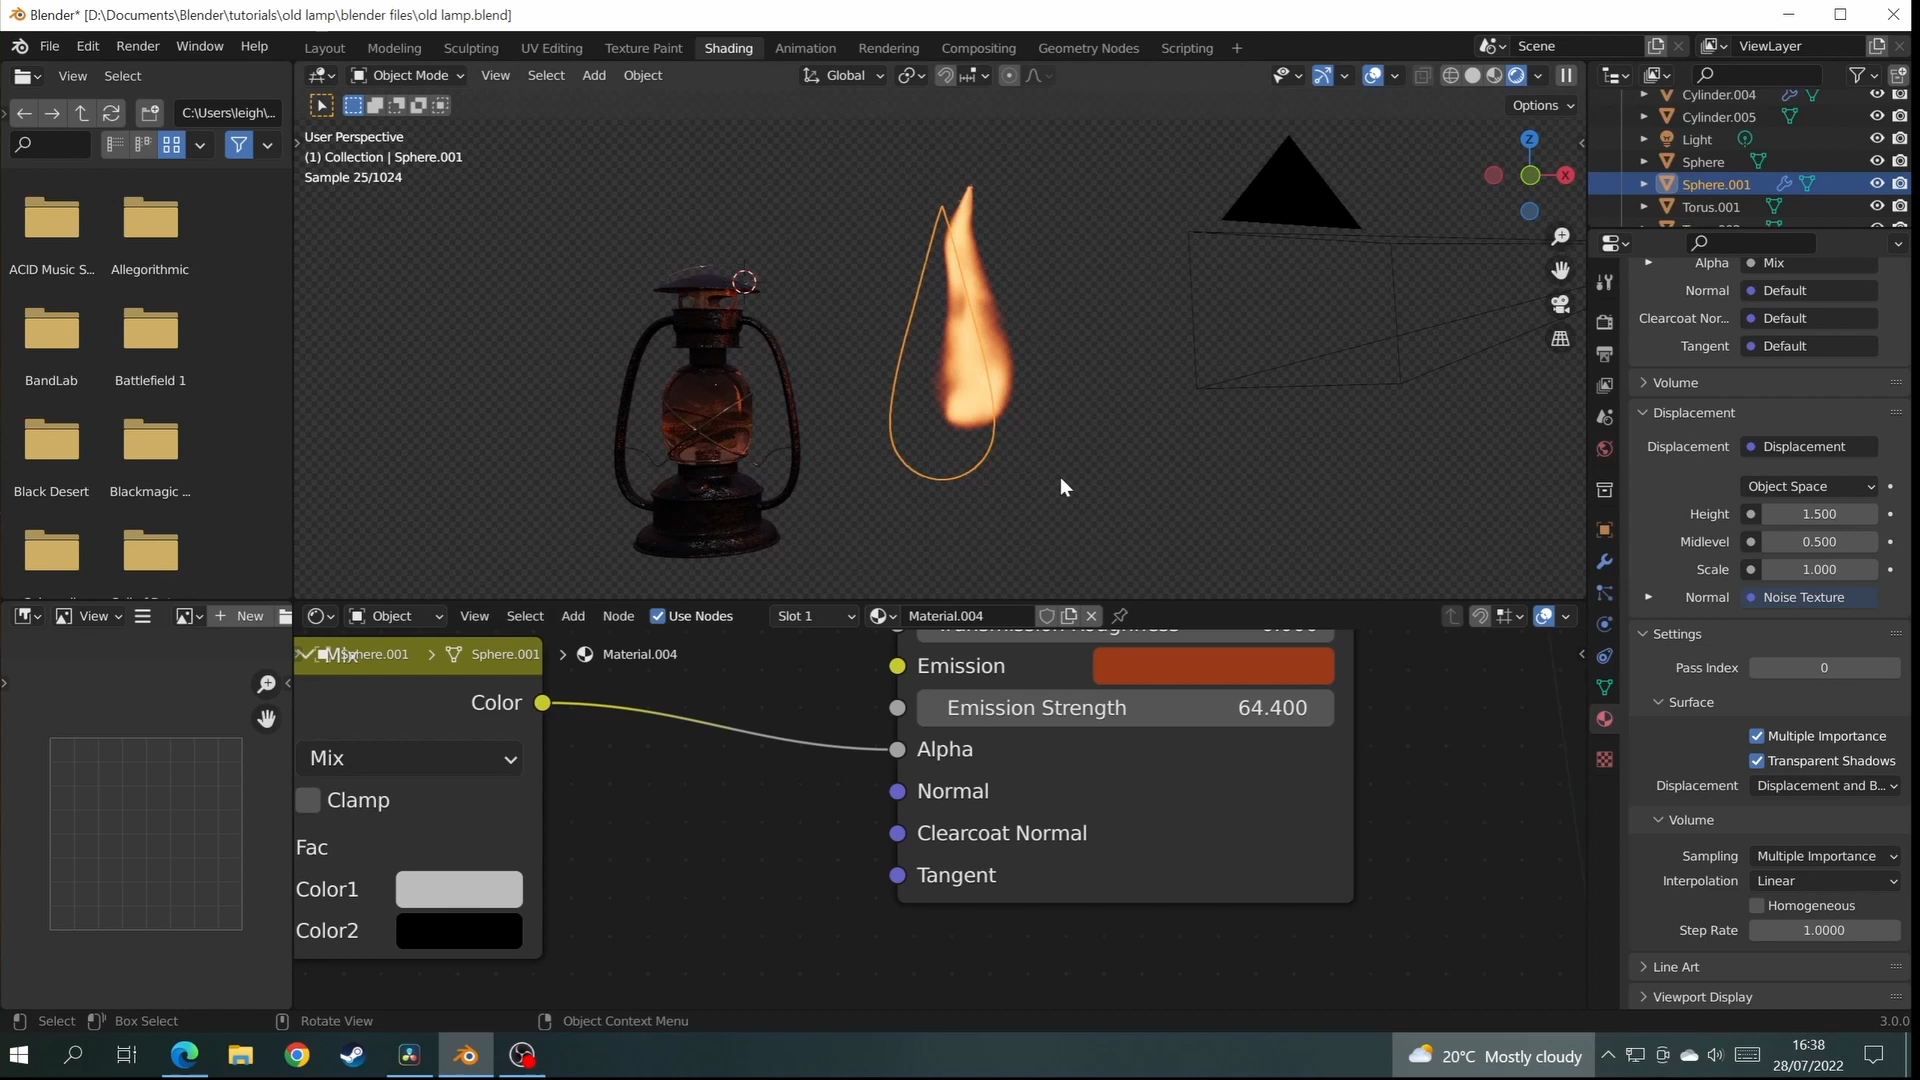 Blender* [D:\Documents\Blender\tutorials\old lamp\blender files\old lamp.blend]
File Edit Render Window Help
Layout Modeling Sculpting UV Editing Texture Paint Shading Animation Rendering Compositing Geometry Nodes Scripting
Scene
ViewLayer
View Select
Object Mode View Select Add Object
Global
C:\Users\leigh\...
Options
ACID Music S...
Allegorithmic
BandLab
Battlefield 1
Black Desert
Blackmagic ...
User Perspective
(1) Collection | Sphere.001
Sample 25/1024
Z
X
Cylinder.004
Cylinder.005
Light
Sphere
Sphere.001
Torus.001
Alpha Mix
Normal Default
Clearcoat Nor... Default
Tangent Default
Volume
Displacement
Displacement Displacement
Object Space
Height 1.500
Midlevel 0.500
Scale 1.000
Normal Noise Texture
Settings
Pass Index 0
Surface
Multiple Importance
Transparent Shadows
Displacement Displacement and B...
Volume
Sampling Multiple Importance
Interpolation Linear
Homogeneous
Step Rate 1.0000
Line Art
Viewport Display
View
New
Object View Select Add Node Use Nodes Slot 1 Material.004
Mix
Sphere.001 Sphere.001 Material.004
Color
Mix
Clamp
Fac
Color1
Color2
Transmission Roughness 0.000
Emission
Emission Strength 64.400
Alpha
Normal
Clearcoat Normal
Tangent
Select Box Select Rotate View Object Context Menu
3.0.0
20°C Mostly cloudy
16:38
28/07/2022